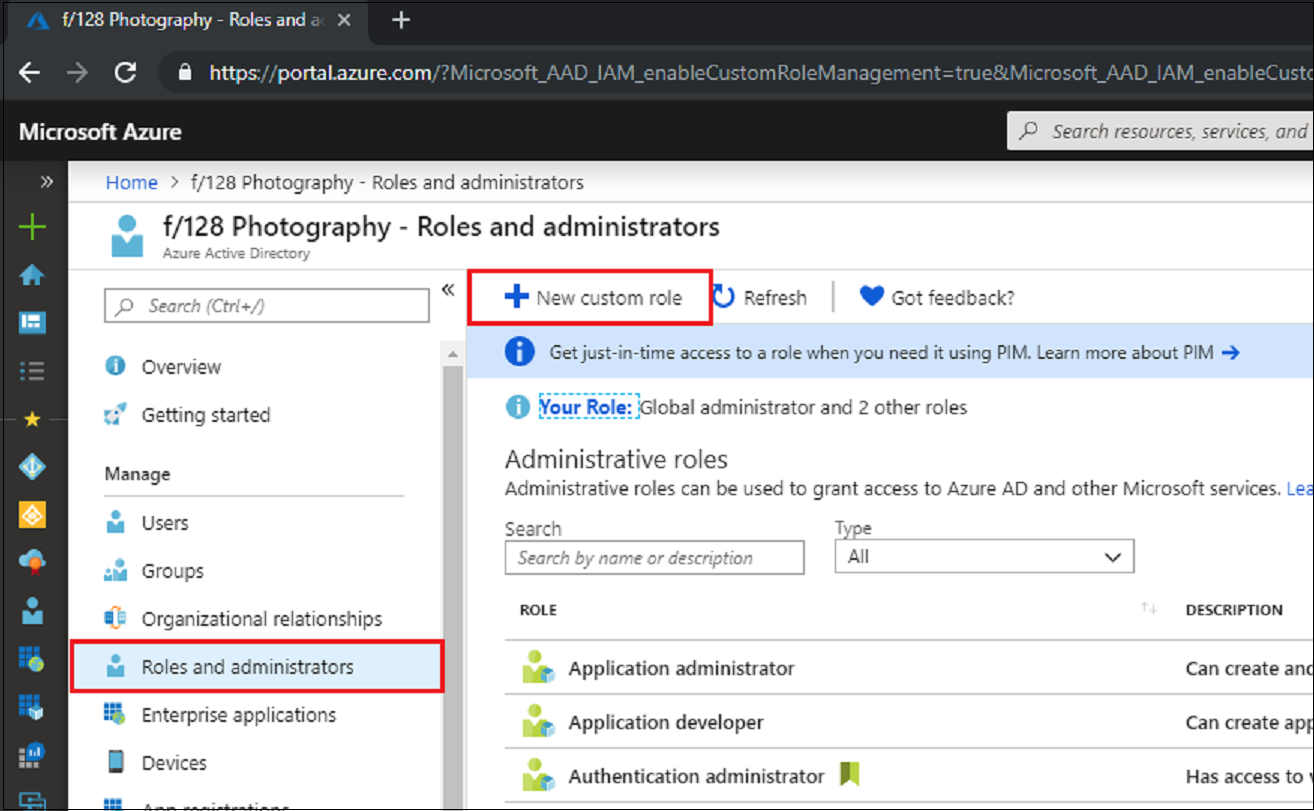 f/128 Photography - Roles and ad
https://portal.azure.com/?Microsoft_AAD_IAM_enableCustomRoleManagement=true&Microsoft_AAD_IAM_enableCusto
Microsoft Azure
Search resources, services, and
Home > f/128 Photography - Roles and administrators
f/128 Photography - Roles and administrators
Azure Active Directory
Search (Ctrl+/)
Overview
Getting started
Manage
Users
Groups
Organizational relationships
Roles and administrators
Enterprise applications
Devices
App registrations
New custom role
Refresh
Got feedback?
Get just-in-time access to a role when you need it using PIM. Learn more about PIM →
Your Role: Global administrator and 2 other roles
Administrative roles
Administrative roles can be used to grant access to Azure AD and other Microsoft services. Lea
Search
Search by name or description
Type
All
ROLE
DESCRIPTION
Application administrator
Can create and
Application developer
Can create app
Authentication administrator
Has access to v